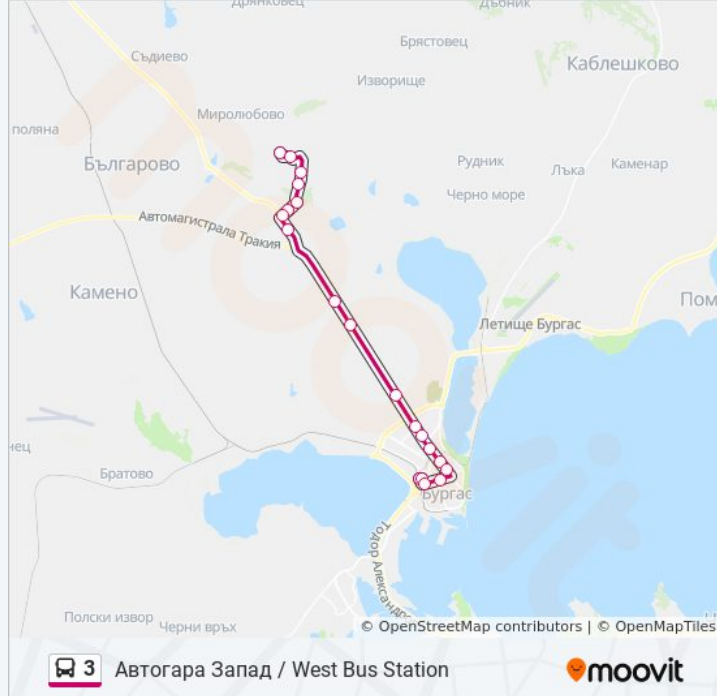 Дрянковец
Дъбник
Брястовец
Съдиево
Каблешково
Изворище
Миролюбово
поляна
Българово
Рудник
Лъка
Каменар
Черно море
Автомагистрала Тракия
Камено
Пом
Летище Бургас
нец
Братово
Бургас
Тодор Александро
Полски извор
Черни връх
© OpenStreetMap contributors | © OpenMapTiles
3
Автогара Запад / West Bus Station
moovit